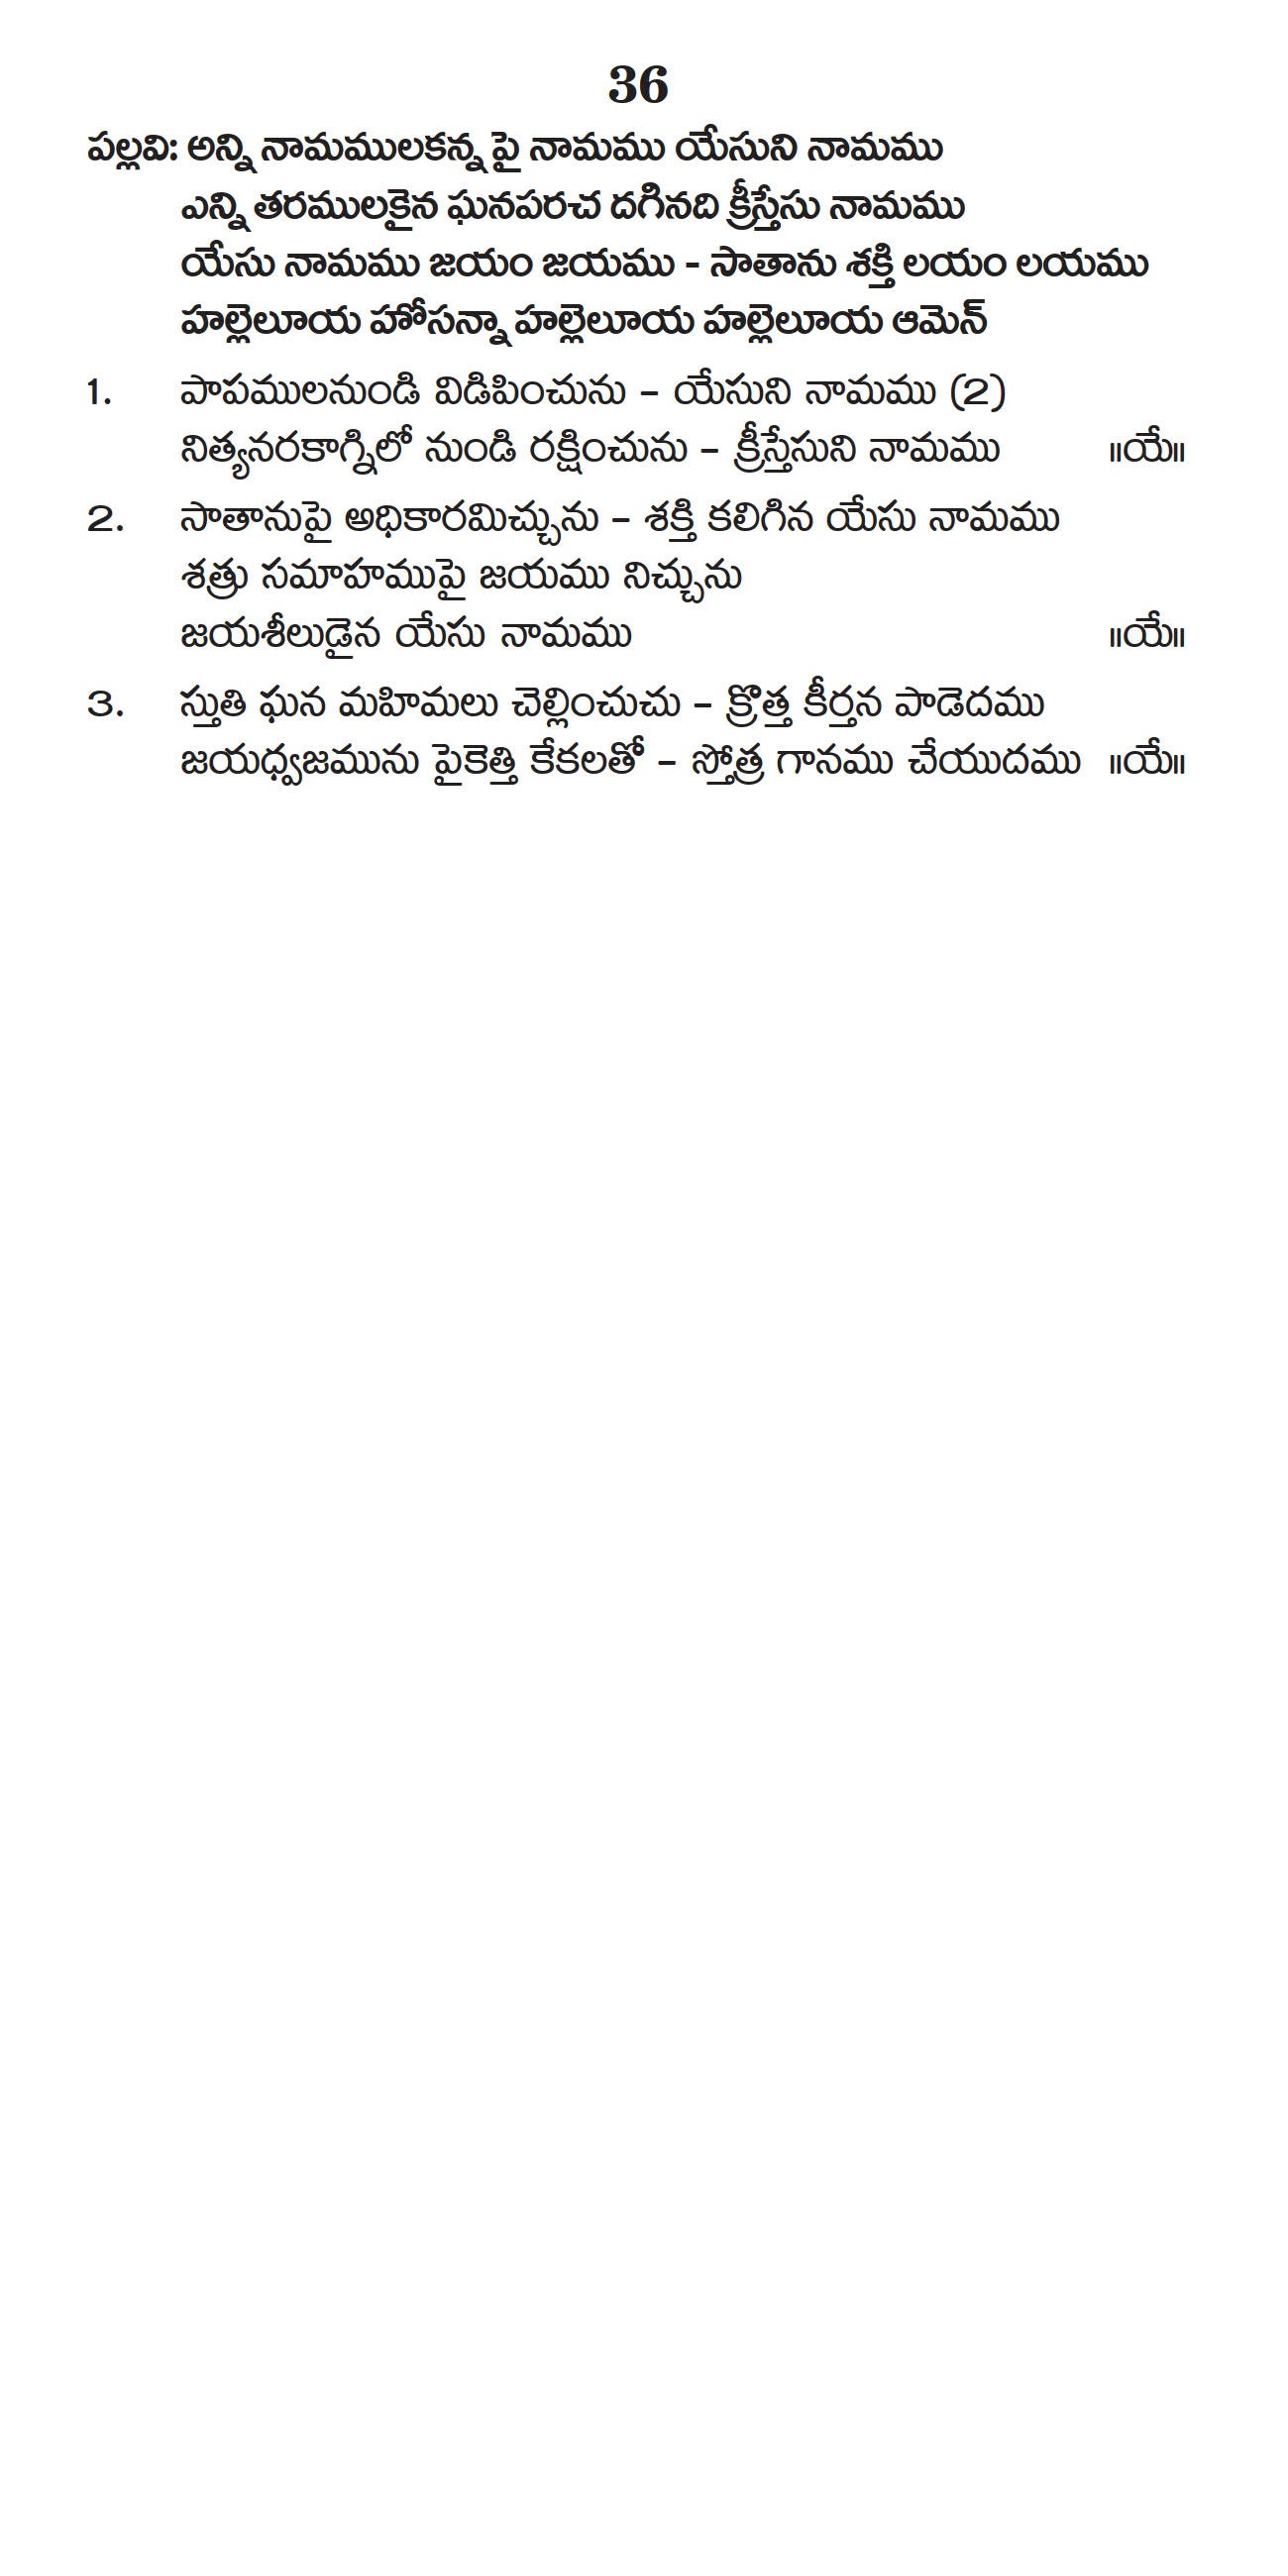 36
పల్లవి: అన్ని నామములకన్న పై నామము యేసుని నామము
ఎన్ని తరములకైన ఘనపరచ దగినది క్రీస్తేసు నామము
యేసు నామము జయం జయము - సాతాను శక్తి లయం లయము
హల్లెలూయ హోసన్నా హల్లెలూయ హల్లెలూయ ఆమెన్
1. పాపములనుండి విడిపించును – యేసుని నామము (2)
నిత్యనరకాగ్నిలో నుండి రక్షించును – క్రీస్తేసుని నామము ॥యే॥
2. సాతానుపై అధికారమిచ్చును – శక్తి కలిగిన యేసు నామము
శత్రు సమాహముపై జయము నిచ్చును
జయశీలుడైన యేసు నామము ॥యే॥
3. స్తుతి ఘన మహిమలు చెల్లించుచు – క్రొత్త కీర్తన పాడెదము
జయధ్వజమును పైకెత్తి కేకలతో – స్తోత్ర గానము చేయుదము ॥యే॥